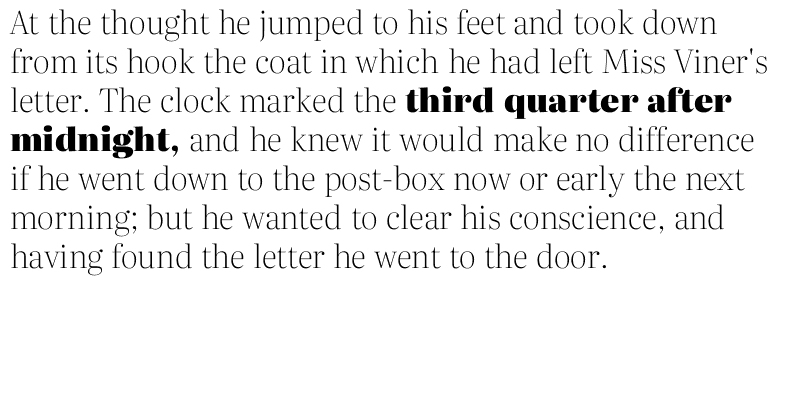 At the thought he jumped to his feet and took down
from its hook the coat in which he had left Miss Viner's
letter. The clock marked the third quarter after
midnight, and he knew it would make no difference
if he went down to the post-box now or early the next
morning; but he wanted to clear his conscience, and
having found the letter he went to the door.